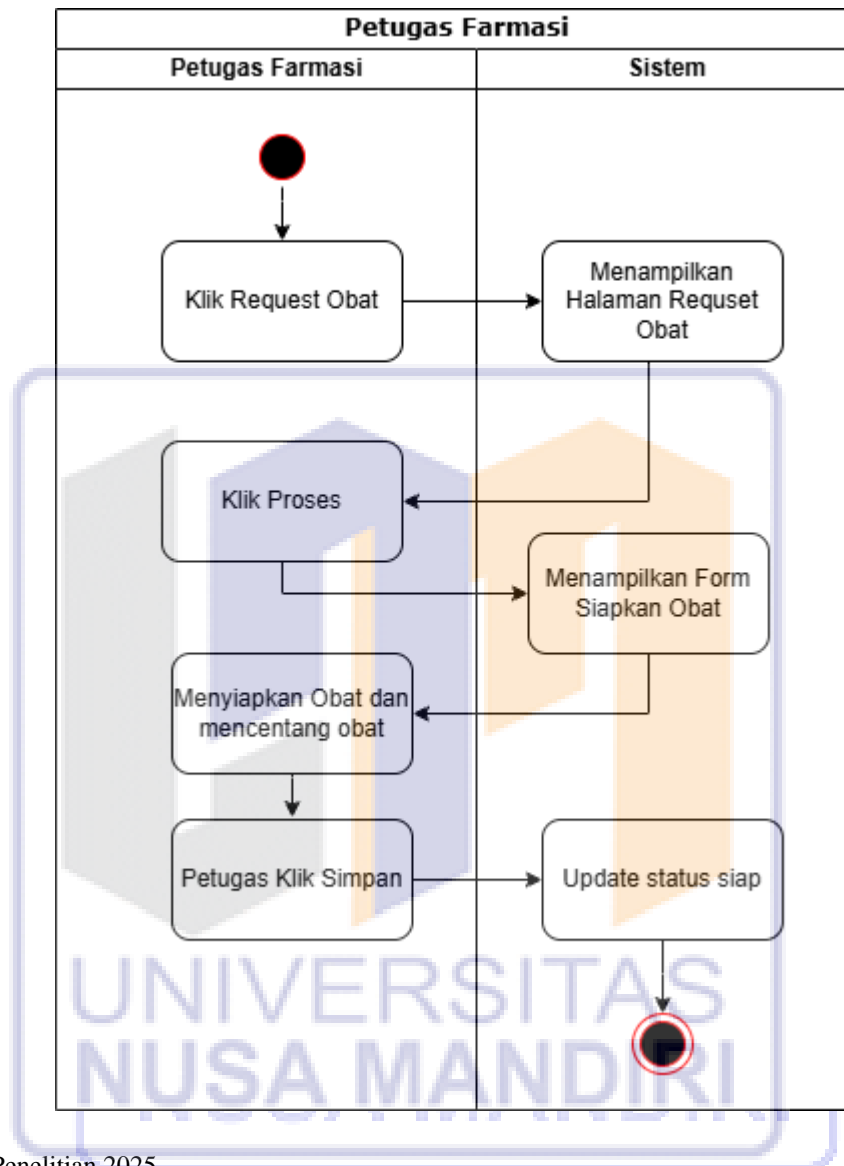 Petugas Farmasi
Petugas Farmasi
Sistem
Klik Request Obat
Menampilkan
Halaman Requset
Obat
Klik Proses
Menampilkan Form
Siapkan Obat
Menyiapkan Obat dan
mencentang obat
Petugas Klik Simpan
Update status siap
UNIVERSITAS
NUSA MANDIRI
Penelitian 2025